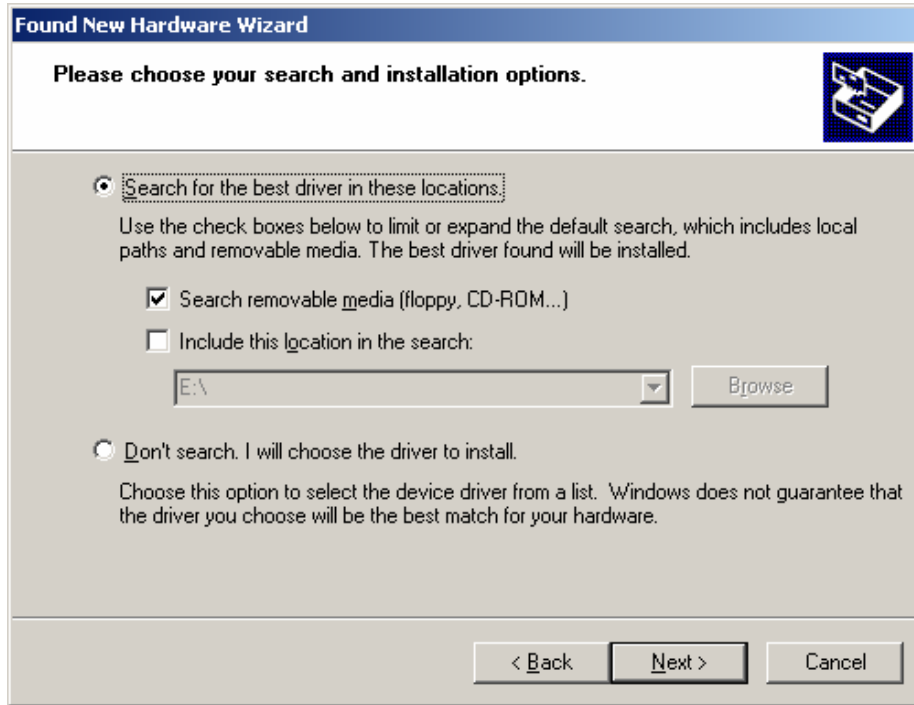 Found New Hardware Wizard
Please choose your search and installation options.
Search for the best driver in these locations.
Use the check boxes below to limit or expand the default search, which includes local
paths and removable media. The best driver found will be installed.
Search removable media (floppy, CD-ROM...)
Include this location in the search:
E:\
Browse
Don't search. I will choose the driver to install.
Choose this option to select the device driver from a list.  Windows does not guarantee that
the driver you choose will be the best match for your hardware.
< Back
Next >
Cancel